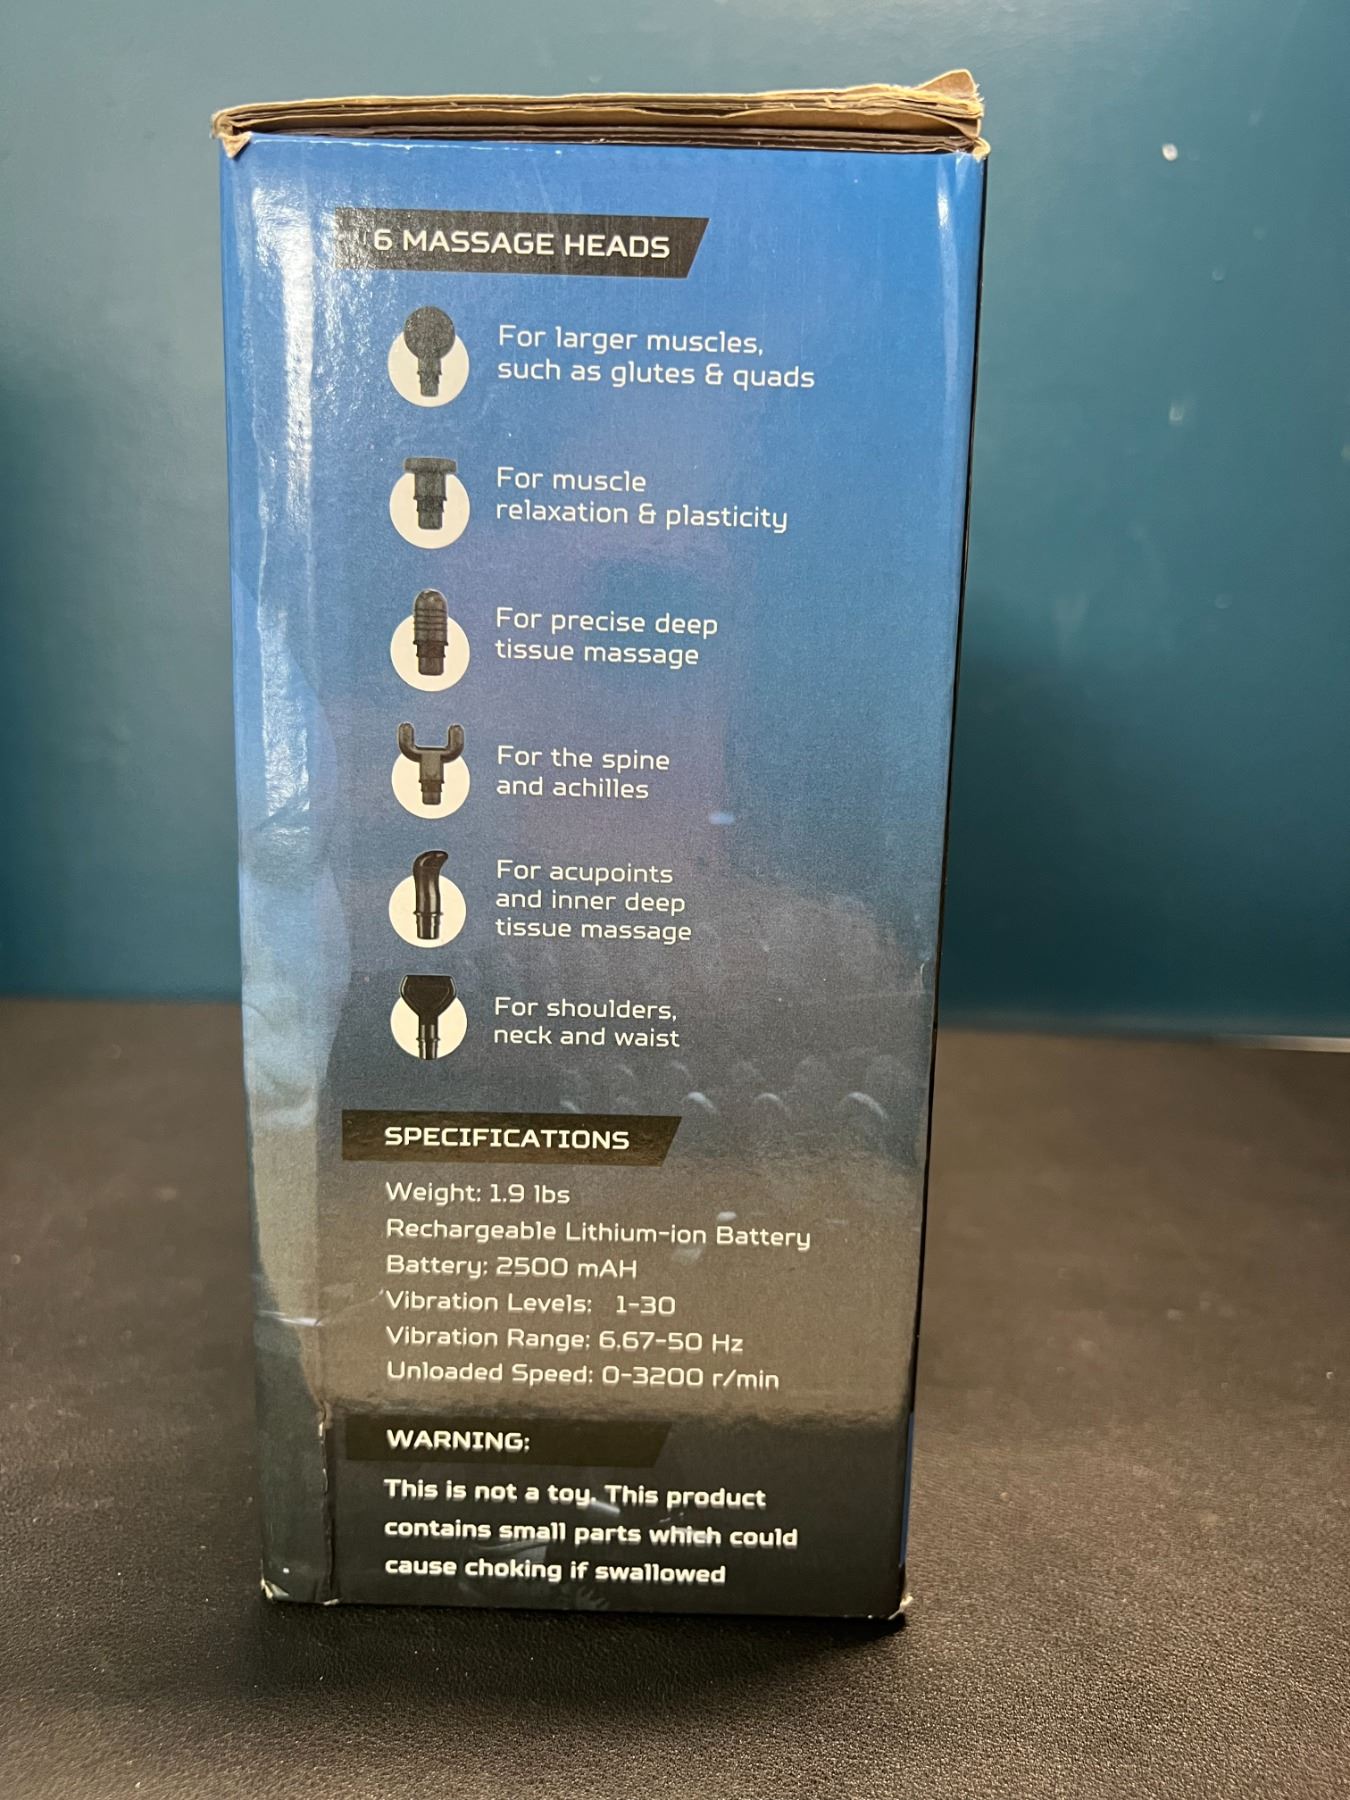 6 MASSAGE HEADS
For larger muscles,
such as glutes & quads
For muscle
relaxation & plasticity
For precise deep
tissue massage
For the spine
and achilles
For acupoints
and inner deep
tissue massage
For shoulders,
neck and waist
SPECIFICATIONS
Weight: 1.9 lbs
Rechargeable Lithium-ion Battery
Battery: 2500 mAH
Vibration Levels: 1-30
Vibration Range: 6.67-50 Hz
Unloaded Speed: 0-3200 r/min
WARNING:
This is not a toy. This product
contains small parts which could
cause choking if swallowed